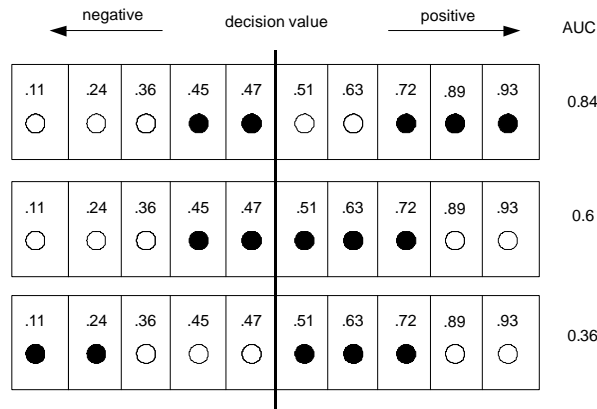 negative decision value positive AUC
.11 .24 .36 .45 .47 .51 .63 .72 .89 .93
0.84
.11 .24 .36 .45 .47 .51 .63 .72 .89 .93
0.6
.11 .24 .36 .45 .47 .51 .63 .72 .89 .93
0.36